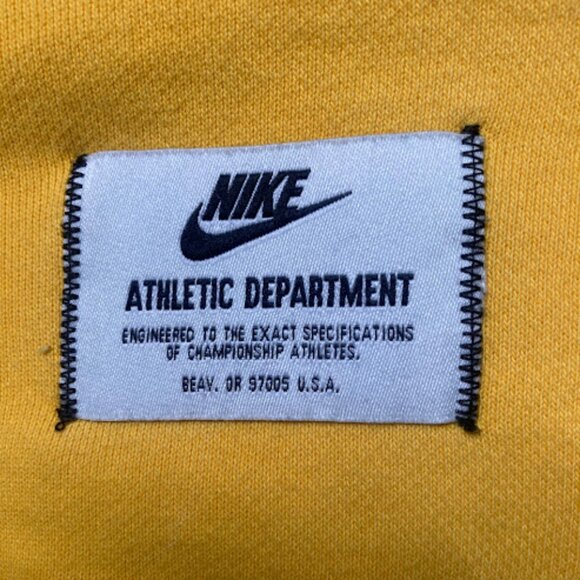 NIKE
ATHLETIC DEPARTMENT
ENGINEERED TO THE EXACT SPECIFICATIONS
OF CHAMPIONSHIP ATHLETES.
BEAV. OR 97005 U.S.A.